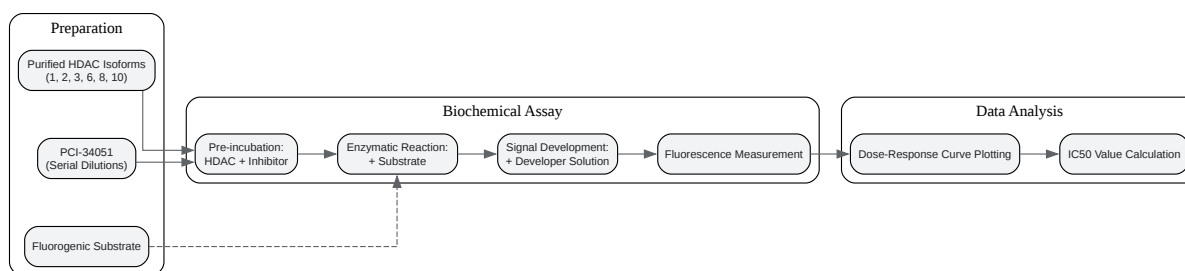 Preparation
Purified HDAC Isoforms
(1, 2, 3, 6, 8, 10)
PCI-34051
(Serial Dilutions)
Fluorogenic Substrate
Biochemical Assay
Pre-incubation:
HDAC + Inhibitor
Enzymatic Reaction:
+ Substrate
Signal Development:
+ Developer Solution
Fluorescence Measurement
Data Analysis
Dose-Response Curve Plotting
IC50 Value Calculation